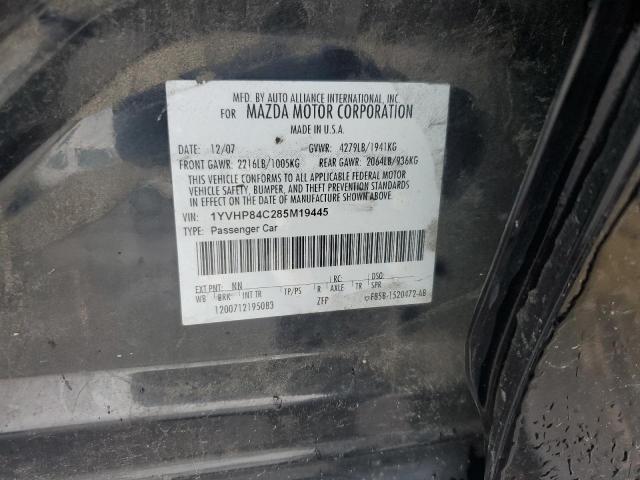 MFD. BY AUTO ALLIANCE INTERNATIONAL, INC.
FOR MAZDA MOTOR CORPORATION
MADE IN U.S.A.
DATE: 12/07 GVWR: 4279LB/1941KG
FRONT GAWR: 2216LB/1005KG REAR GAWR: 2064LB/936KG
THIS VEHICLE CONFORMS TO ALL APPLICABLE FEDERAL MOTOR
VEHICLE SAFETY, BUMPER, AND THEFT PREVENTION STANDARDS
IN EFFECT ON THE DATE OF MANUFACTURE SHOWN ABOVE.
VIN: 1YVHP84C285M19445
TYPE: Passenger Car
EXT PNT: NN RC: DSO:
WB BRK INT TR TP/PS R AXLE TR SPR
1200712195083 ZFP F85B-1520472-AB